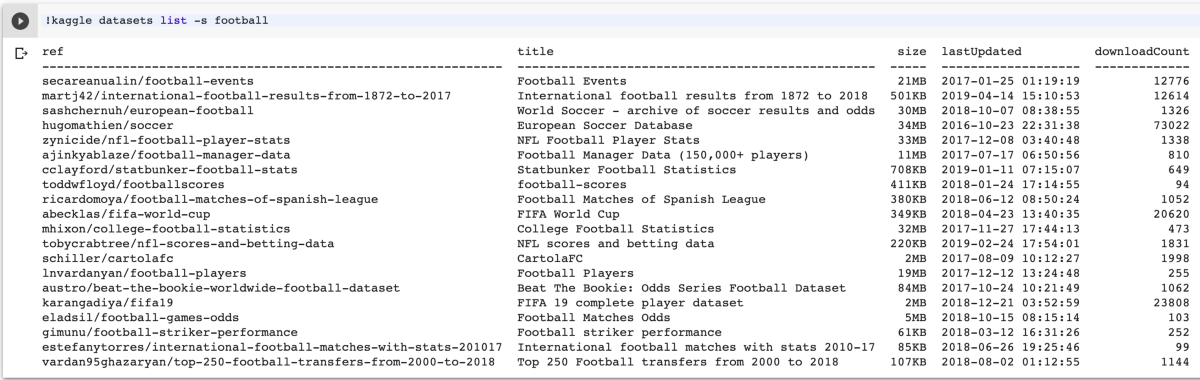 !kaggle datasets list -s football
ref title size lastUpdated downloadCount
---------------------------------------------------------------- ------------------------------------------------ ----- ------------------- -------------
secareanualin/football-events Football Events 21MB 2017-01-25 01:19:19 12776
martj42/international-football-results-from-1872-to-2017 International football results from 1872 to 2018 501KB 2019-04-14 15:10:53 12614
sashchernuh/european-football World Soccer - archive of soccer results and odds 30MB 2018-10-07 08:38:55 1326
hugomathien/soccer European Soccer Database 34MB 2016-10-23 22:31:38 73022
zynicide/nfl-football-player-stats NFL Football Player Stats 33MB 2017-12-08 03:40:48 1338
ajinkyablaze/football-manager-data Football Manager Data (150,000+ players) 11MB 2017-07-17 06:50:56 810
cclayford/statbunker-football-stats Statbunker Football Statistics 708KB 2019-01-11 07:15:07 649
toddwfloyd/footballscores football-scores 411KB 2018-01-24 17:14:55 94
ricardomoya/football-matches-of-spanish-league Football Matches of Spanish League 380KB 2018-06-12 08:50:24 1052
abecklas/fifa-world-cup FIFA World Cup 349KB 2018-04-23 13:40:35 20620
mhixon/college-football-statistics College Football Statistics 32MB 2017-11-27 17:44:13 473
tobycrabtree/nfl-scores-and-betting-data NFL scores and betting data 220KB 2019-02-24 17:54:01 1831
schiller/cartolafc CartolaFC 2MB 2017-08-09 10:12:27 1998
lnvardanyan/football-players Football Players 19MB 2017-12-12 13:24:48 255
austro/beat-the-bookie-worldwide-football-dataset Beat The Bookie: Odds Series Football Dataset 84MB 2017-10-24 10:21:49 1062
karangadiya/fifa19 FIFA 19 complete player dataset 2MB 2018-12-21 03:52:59 23808
eladsil/football-games-odds Football Matches Odds 5MB 2018-10-15 08:15:14 103
gimunu/football-striker-performance Football striker performance 61KB 2018-03-12 16:31:26 252
estefanytorres/international-football-matches-with-stats-201017 International football matches with stats 2010-17 85KB 2018-06-26 19:25:46 99
vardan95ghazaryan/top-250-football-transfers-from-2000-to-2018 Top 250 Football transfers from 2000 to 2018 107KB 2018-08-02 01:12:55 1144